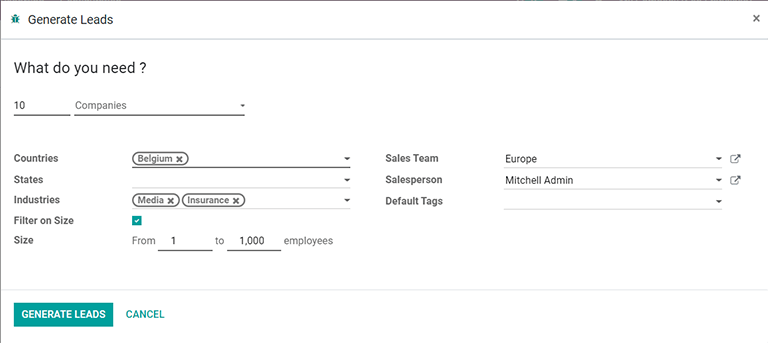 Generate Leads
What do you need ?
10 Companies
Countries Belgium Sales Team Europe
States Salesperson Mitchell Admin
Industries Media Insurance Default Tags
Filter on Size
Size From 1 to 1,000 employees
GENERATE LEADS CANCEL